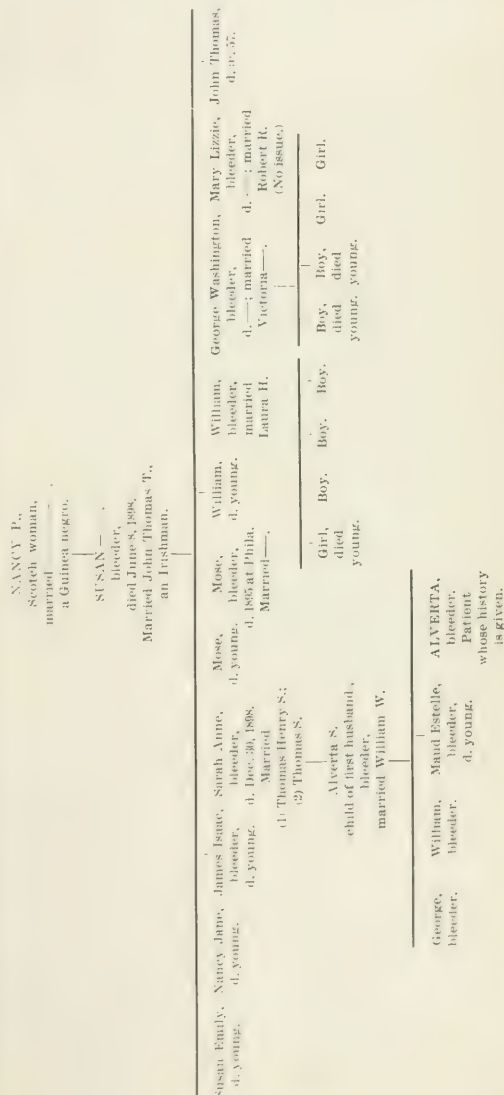 NANCY P.,
Scotch woman,
married
a Guinea negro.
SUSAN — .
bleeder,
died June 8, 1898.
Married John Thomas T.,
an Irishman.
Susan Emaly,
d. young.
Nancy Jane,
d. young.
James Isaac,
bleeder,
d. young.
Sarah Anne,
bleeder,
d. Dec. 30, 1898.
Married
(1) Thomas Henry S.;
(2) Thomas S.
Mose,
d. young.
Mose,
bleeder,
d. 1895 at Phila.
Married —.
William,
d. young.
William,
bleeder,
married
Laura H.
George Washington,
bleeder,
d. —; married
Victoria —.
Mary Lizzie,
bleeder,
d. —; married
Robert R.
(No issue.)
John Thomas,
d.
Alverta S.
child of first husband,
bleeder,
married William W.
Girl,
died
young.
Boy.
Boy.
Boy.
Boy,
died
young.
Boy,
died
young.
Girl.
Girl.
George,
bleeder.
William,
bleeder.
Maud Estelle,
bleeder,
d. young.
ALVERTA,
bleeder.
Patient
whose history
is given.